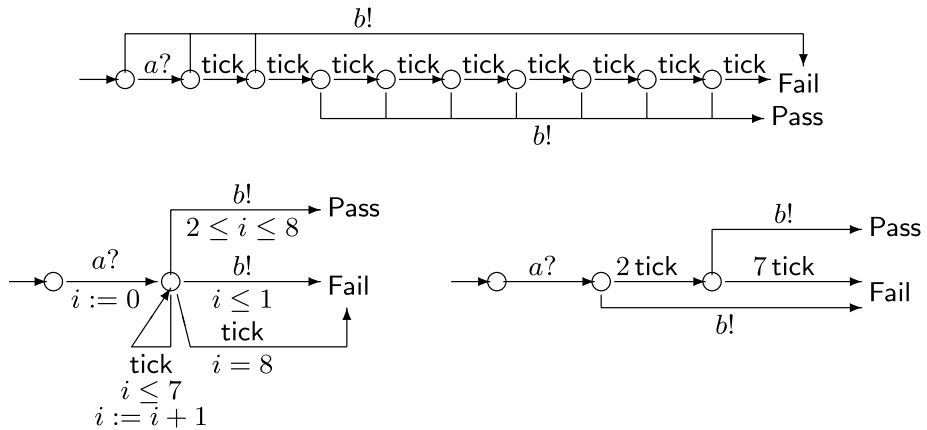 b!
a? tick tick tick tick tick tick tick tick tick
Fail
Pass
b!
b!
Pass
2 ≤ i ≤ 8
a?
i := 0
b!
i ≤ 1
Fail
tick
i = 8
tick
i ≤ 7
i := i + 1
b!
Pass
a? 2 tick 7 tick
Fail
b!